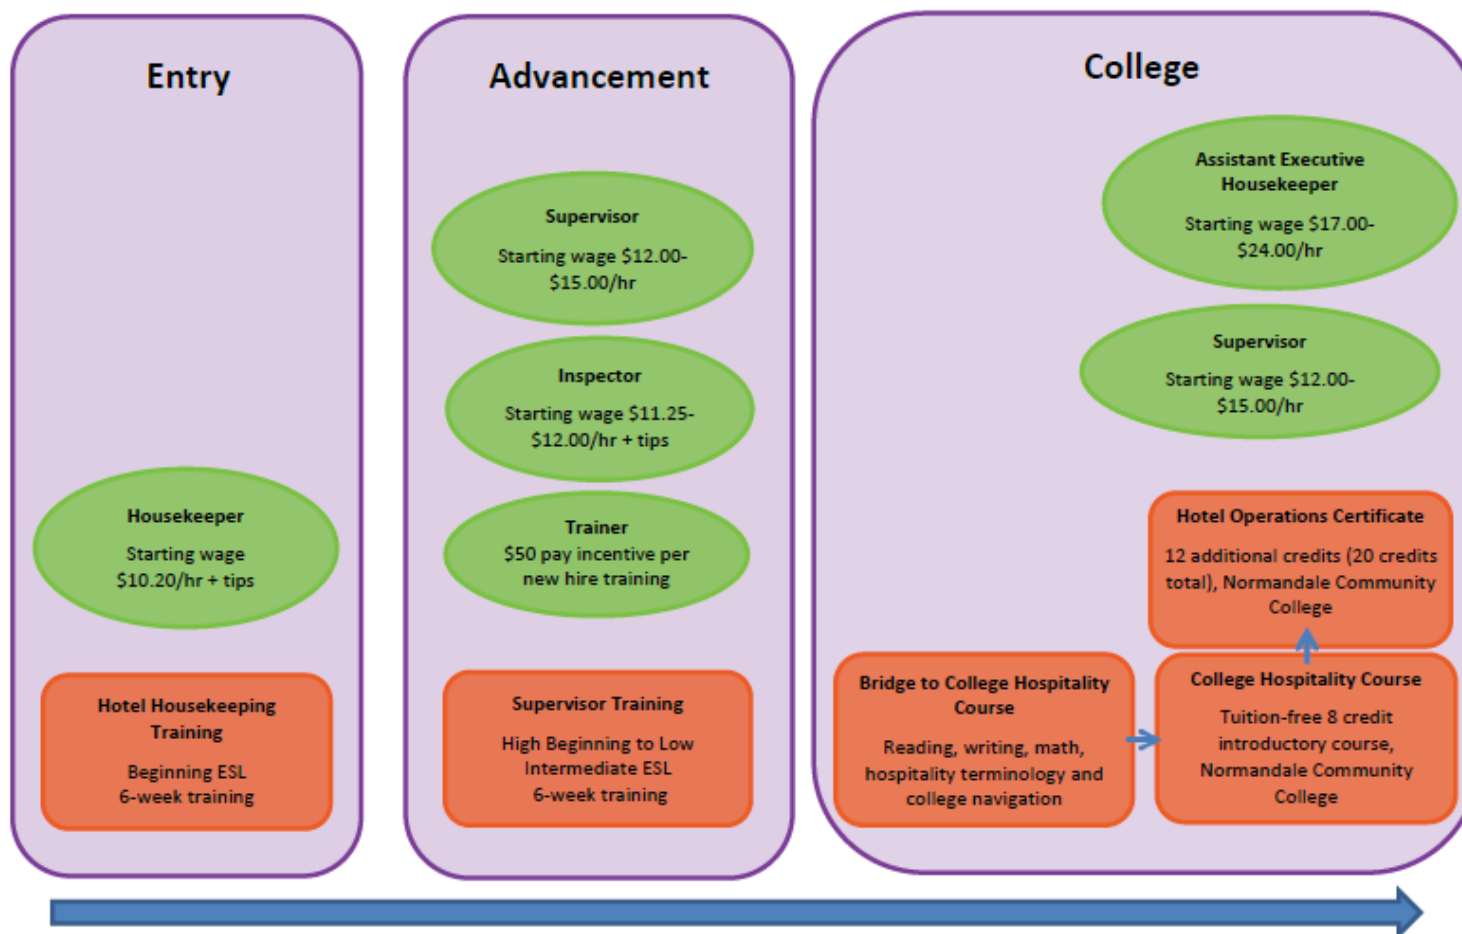 Entry
Housekeeper
Starting wage
$10.20/hr + tips
Hotel Housekeeping
Training
Beginning ESL
6-week training
Advancement
Supervisor
Starting wage $12.00-
$15.00/hr
Inspector
Starting wage $11.25-
$12.00/hr + tips
Trainer
$50 pay incentive per
new hire training
Supervisor Training
High Beginning to Low
Intermediate ESL
6-week training
College
Assistant Executive
Housekeeper
Starting wage $17.00-
$24.00/hr
Supervisor
Starting wage $12.00-
$15.00/hr
Hotel Operations Certificate
12 additional credits (20 credits
total), Normandale Community
College
Bridge to College Hospitality
Course
Reading, writing, math,
hospitality terminology and
college navigation
College Hospitality Course
Tuition-free 8 credit
introductory course,
Normandale Community
College